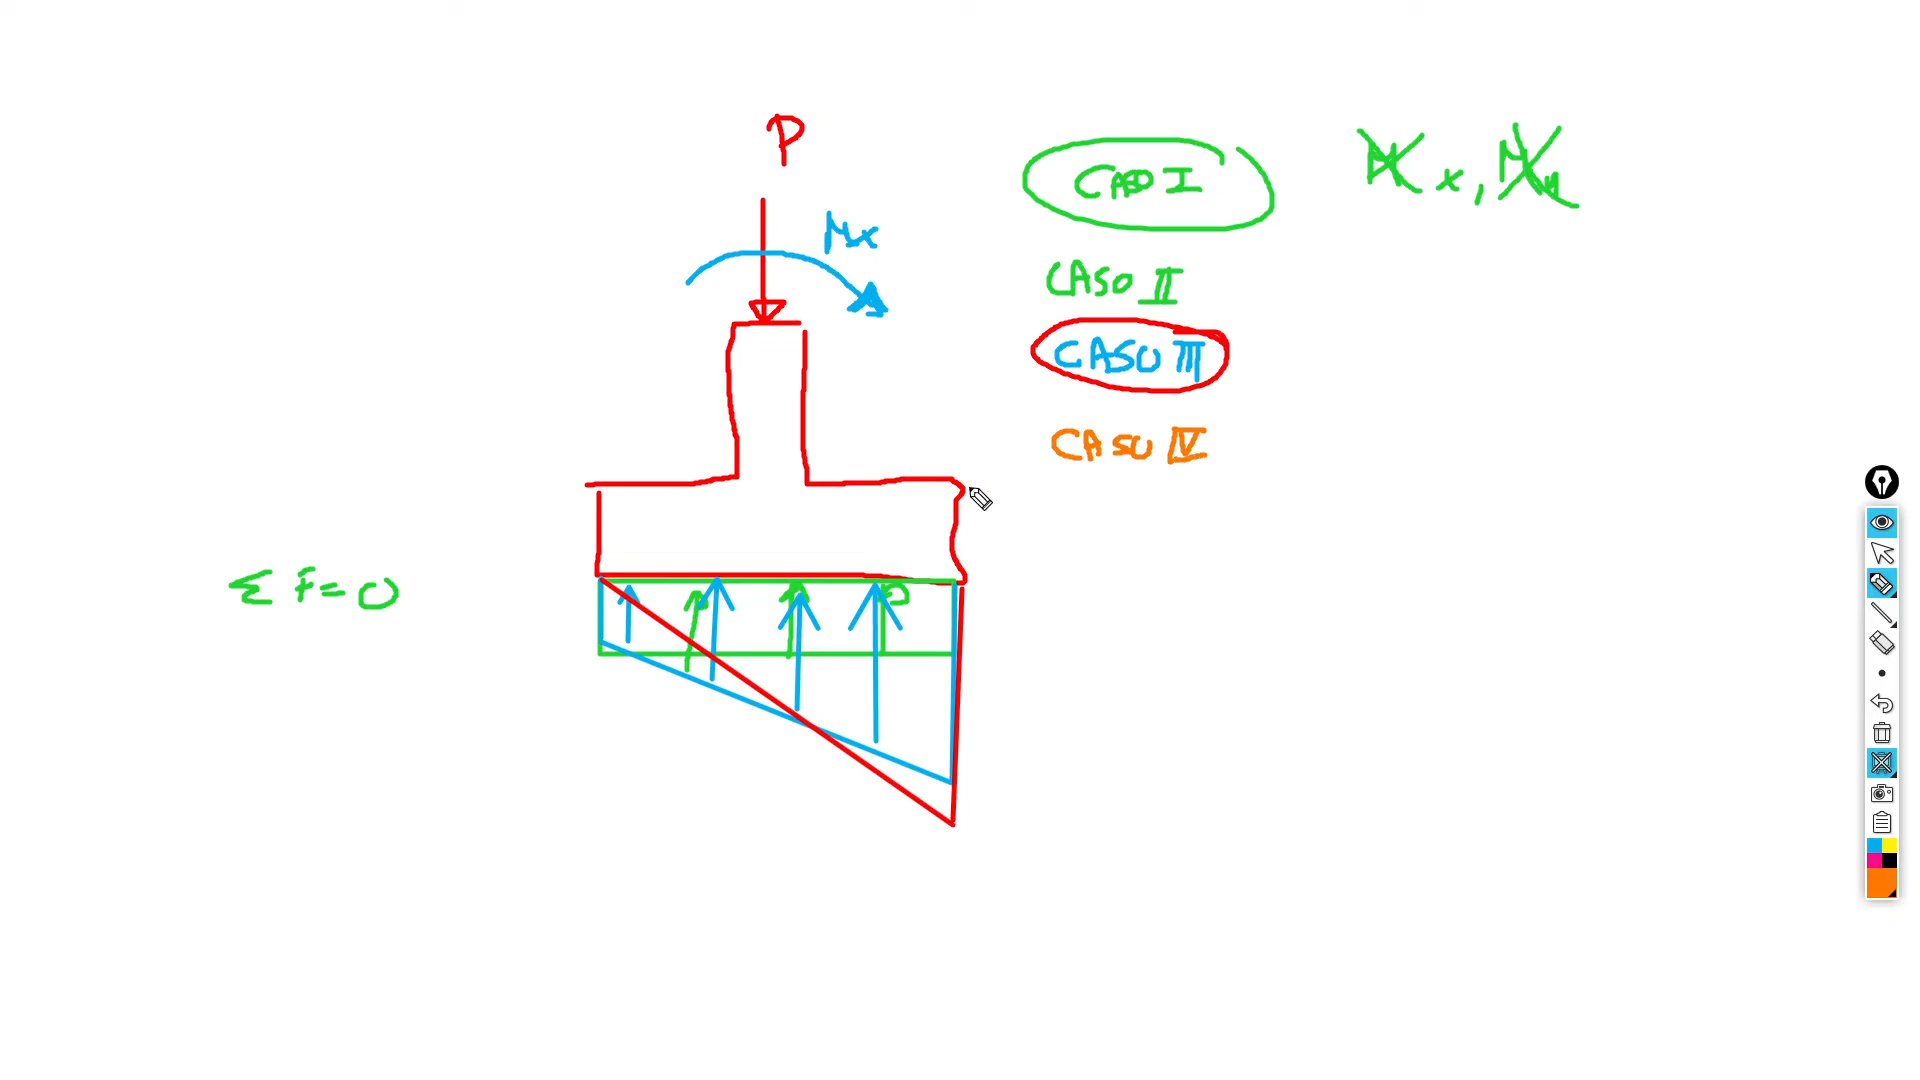 P
Mx
CASO I
Mx, My
CASO II
CASO III
CASO IV
Σ F = 0